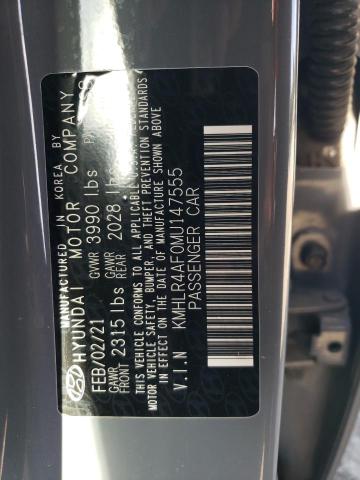 MANUFACTURED IN KOREA BY
HYUNDAI MOTOR COMPANY
FEB/02/21 GVWR 3990 lbs
GAWR FRONT 2315 lbs GAWR REAR 2028
THIS VEHICLE CONFORMS TO ALL APPLICABLE
MOTOR VEHICLE SAFETY, BUMPER, AND THEFT PREVENTION STANDARDS
IN EFFECT ON THE DATE OF MANUFACTURE SHOWN ABOVE.
V.I.N KMHLR4AF0MU147555
PASSENGER CAR